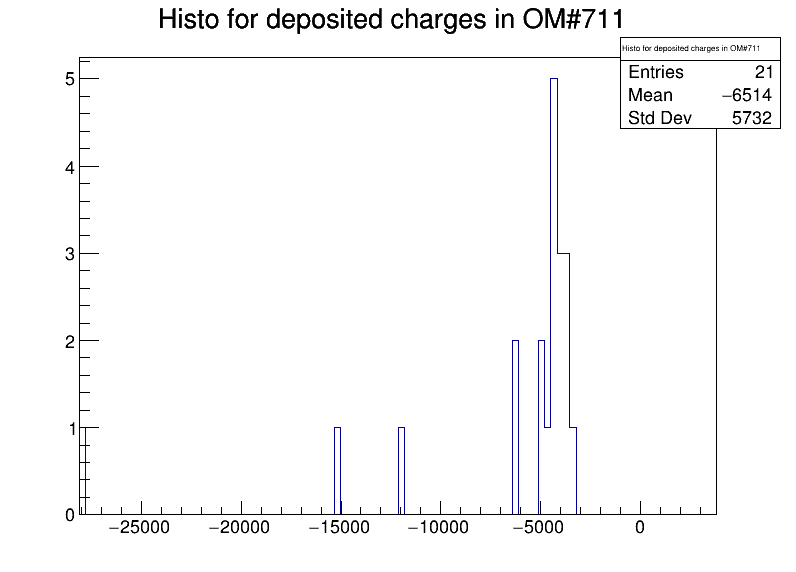 Histo for deposited charges in OM#711
Histo for deposited charges in OM#711
Entries 21
Mean −6514
Std Dev 5732
5
4
3
2
1
0
−25000 −20000 −15000 −10000 −5000 0